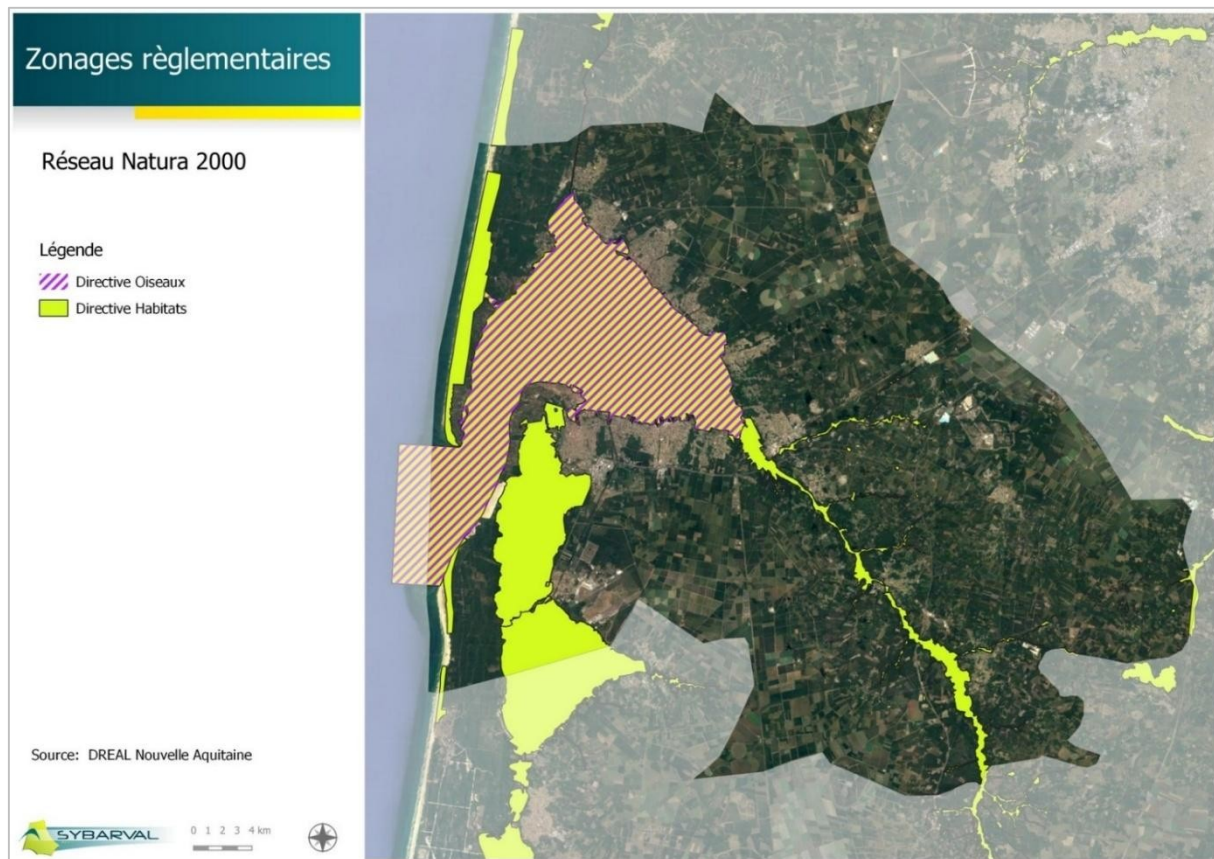 Zonages règlementaires
Réseau Natura 2000
Légende
Directive Oiseaux
Directive Habitats
Source: DREAL Nouvelle Aquitaine
SYBARVAL
0 1 2 3 4 km